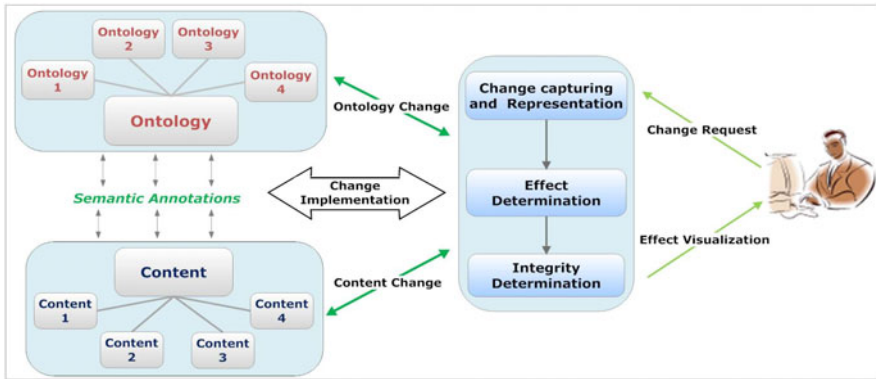 Ontology
2
Ontology
3
Ontology
1
Ontology
4
Ontology
Semantic Annotations
Content
Content
1
Content
2
Content
3
Content
4
Ontology Change
Change
Implementation
Content Change
Change capturing
and Representation
Effect
Determination
Integrity
Determination
Change Request
Effect Visualization